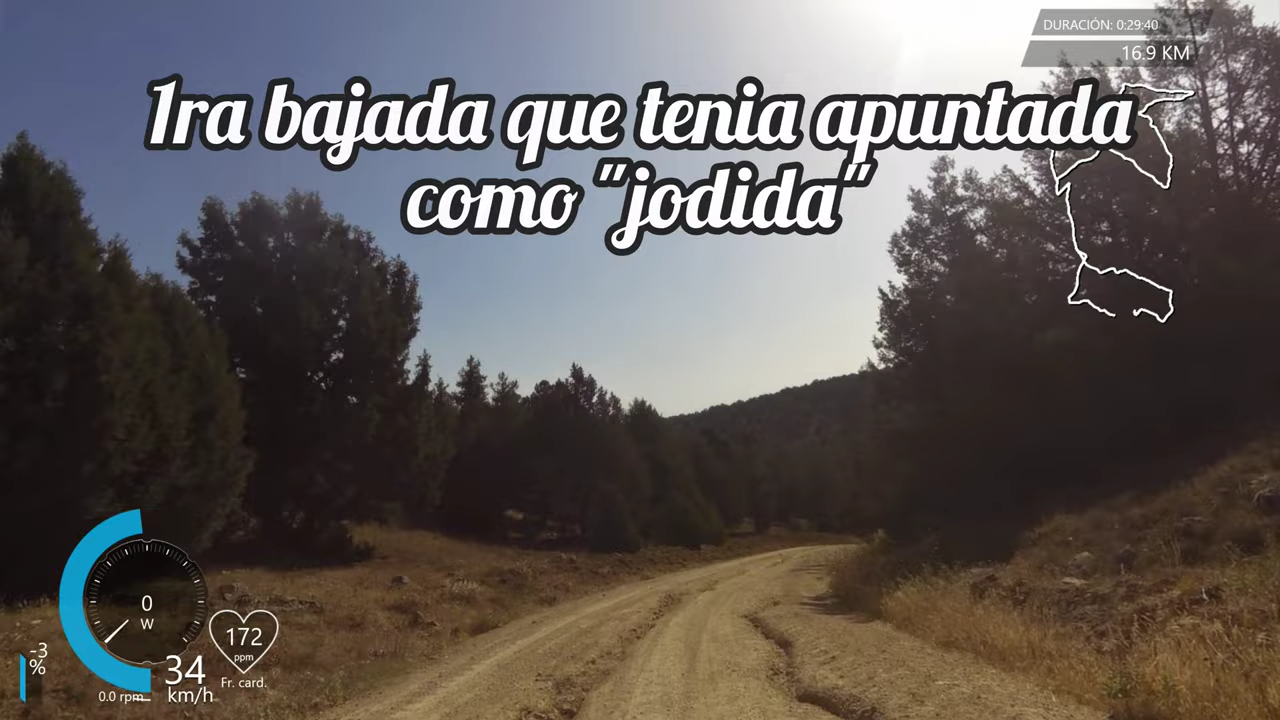 DURACIÓN: 0:29:40
16.9 KM
1ra bajada que tenia apuntada
como "jodida"
0
W
172
ppm
Fr. card.
-3
%
34
km/h
0.0 rpm